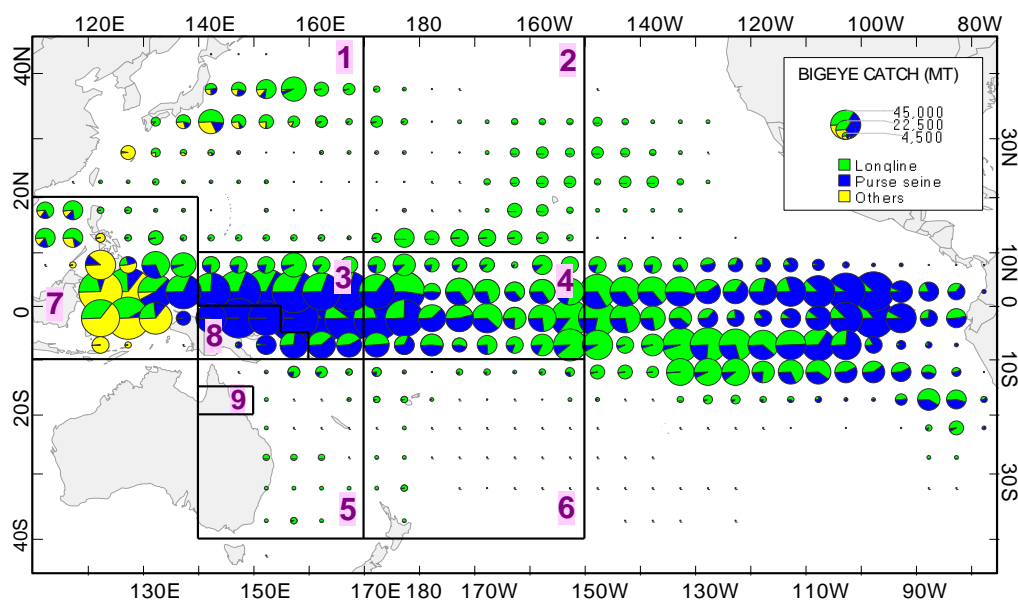 120E 140E 160E 180 160W 140W 120W 100W 80W
1
2
40N
BIGEYE CATCH (MT)
45,000
22,500
4,500
30N
Longline
Purse seine
Others
20N
10N
3
4
10N
7
0
0
8
10S
9
20S
30S
5
6
40S
130E 150E 170E 180 170W 150W 130W 110W 90W